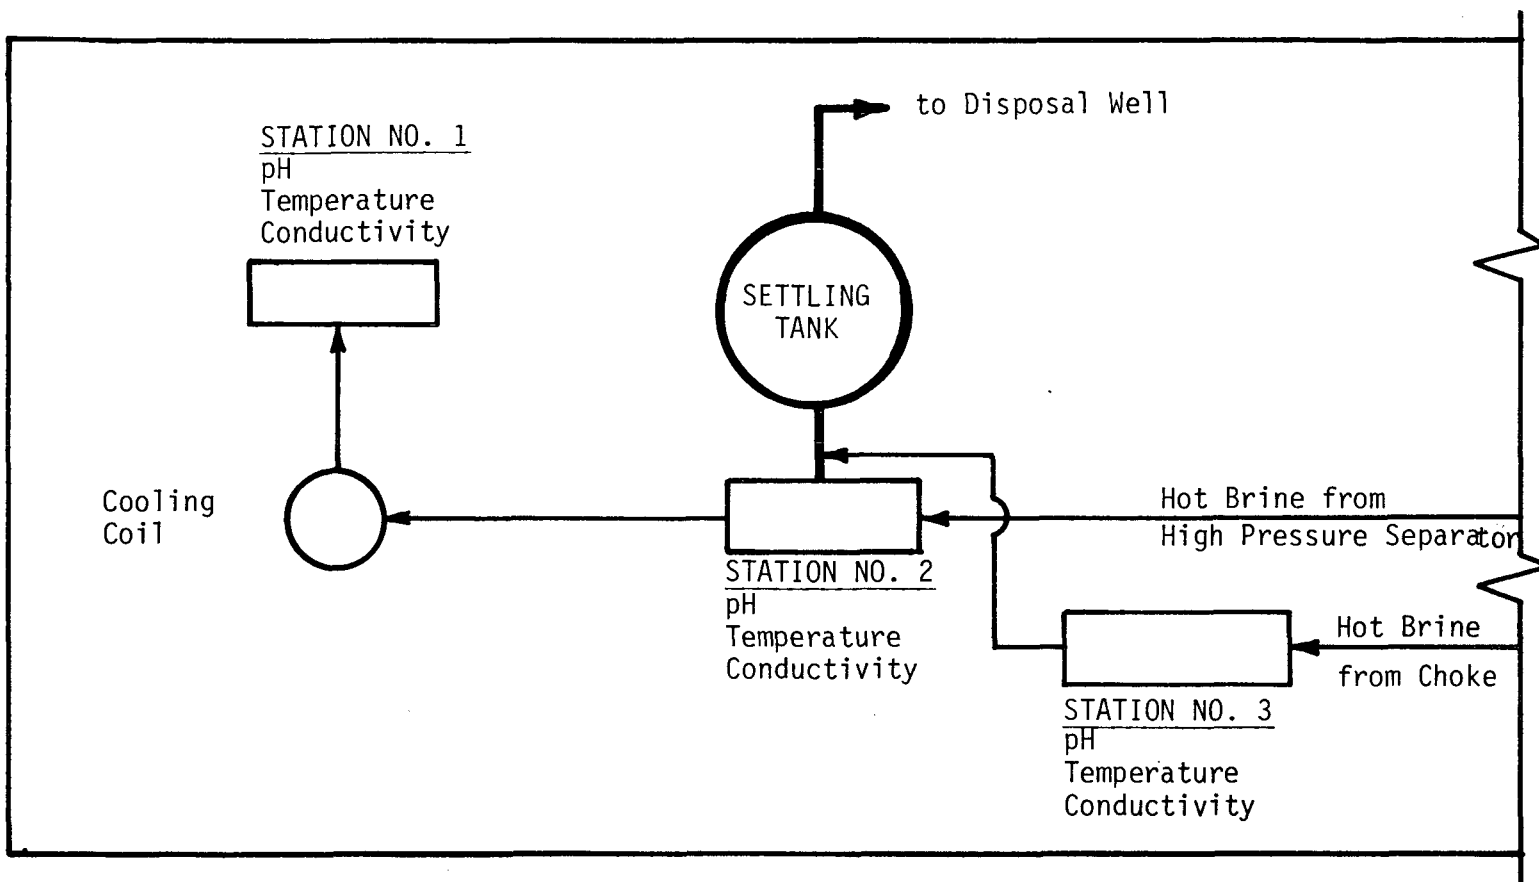 to Disposal Well
STATION NO. 1
pH
Temperature
Conductivity
SETTLING
TANK
Cooling
Coil
Hot Brine from
High Pressure Separator
STATION NO. 2
pH
Temperature
Conductivity
Hot Brine
from Choke
STATION NO. 3
pH
Temperature
Conductivity